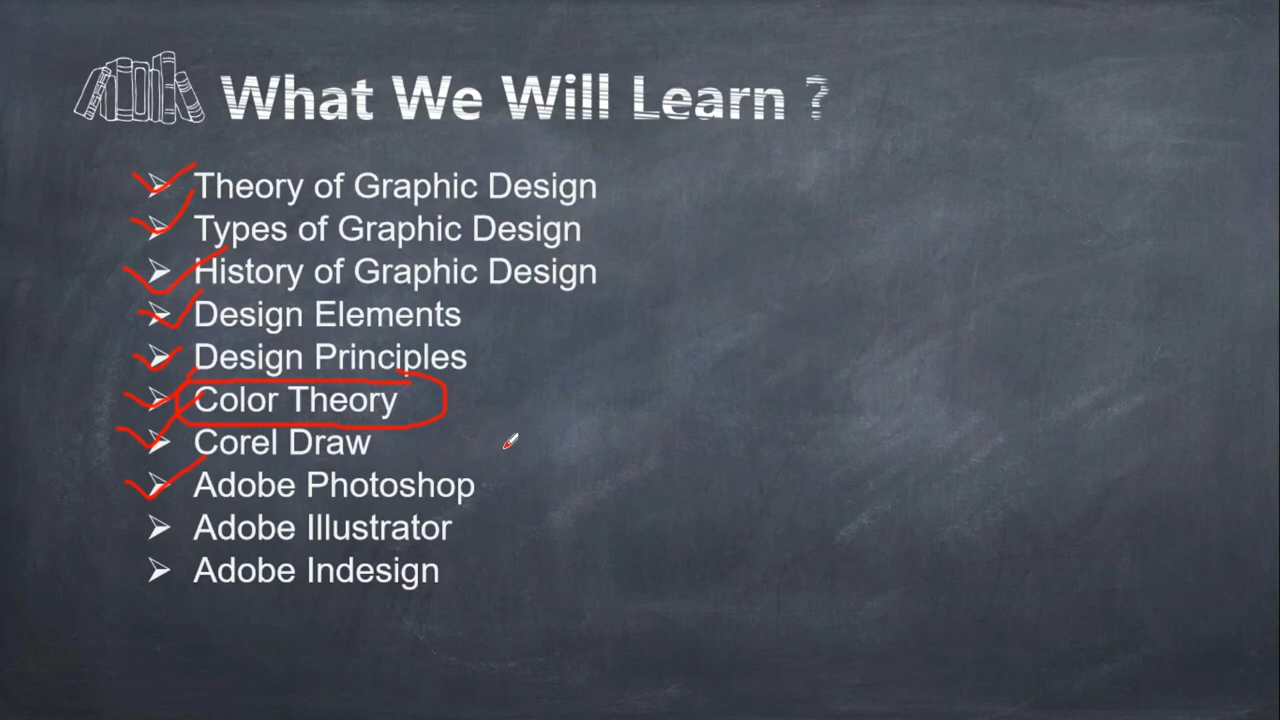 What We Will Learn ?
Theory of Graphic Design
Types of Graphic Design
History of Graphic Design
Design Elements
Design Principles
Color Theory
Corel Draw
Adobe Photoshop
Adobe Illustrator
Adobe Indesign